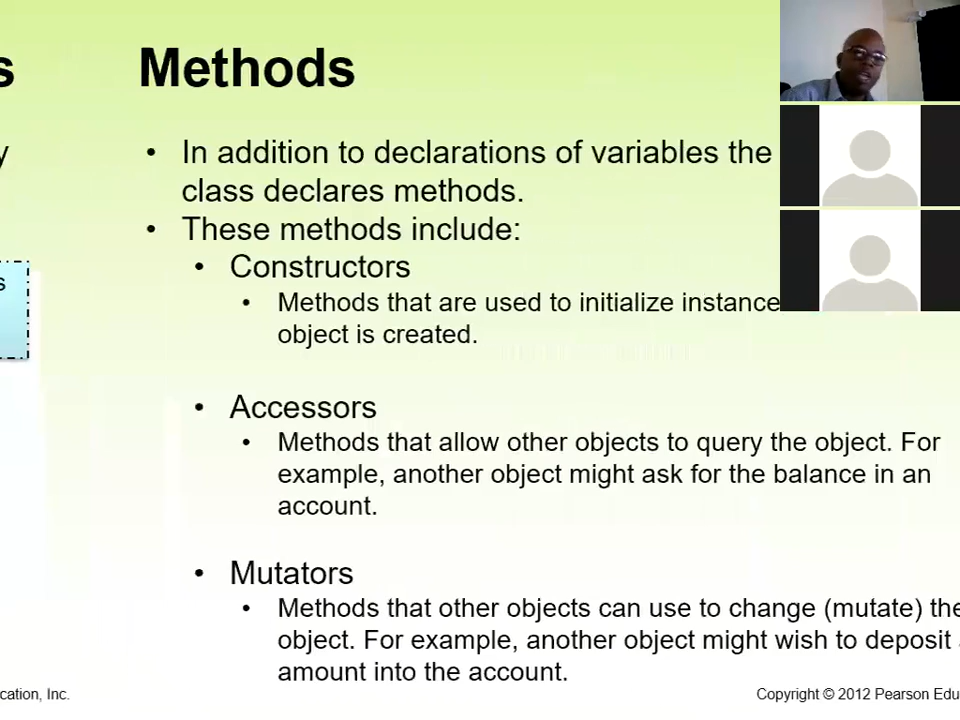 s
Methods
y
• In addition to declarations of variables the
class declares methods.
• These methods include:
• Constructors
s
• Methods that are used to initialize instance
object is created.
• Accessors
• Methods that allow other objects to query the object. For
example, another object might ask for the balance in an
account.
• Mutators
• Methods that other objects can use to change (mutate) the
object. For example, another object might wish to deposit
amount into the account.
cation, Inc.
Copyright © 2012 Pearson Edu